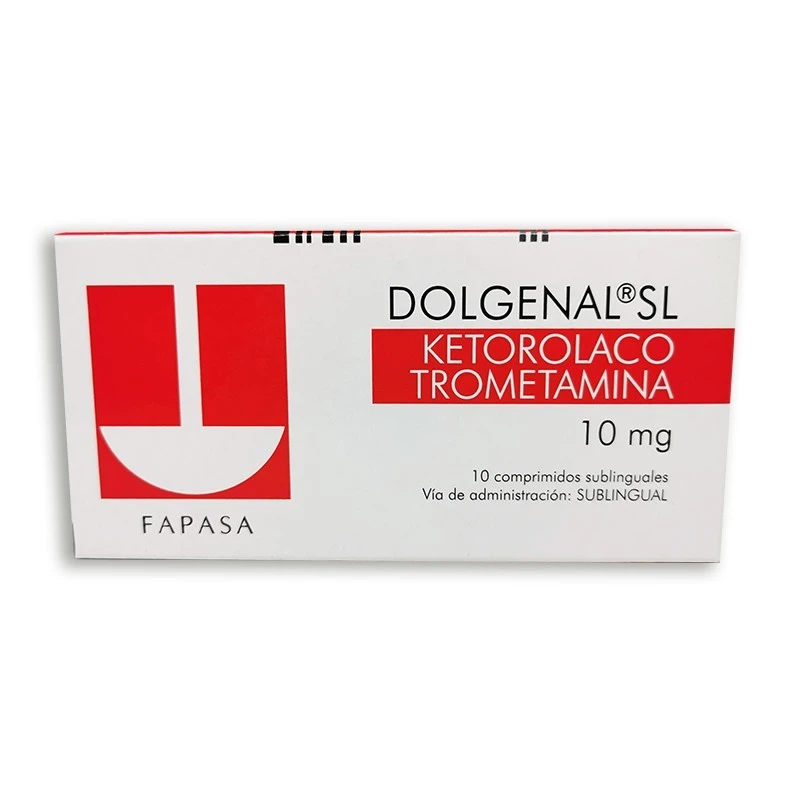 DOLGENAL®SL
KETOROLACO
TROMETAMINA
10 mg
10 comprimidos sublinguales
Vía de administración: SUBLINGUAL
FAPASA